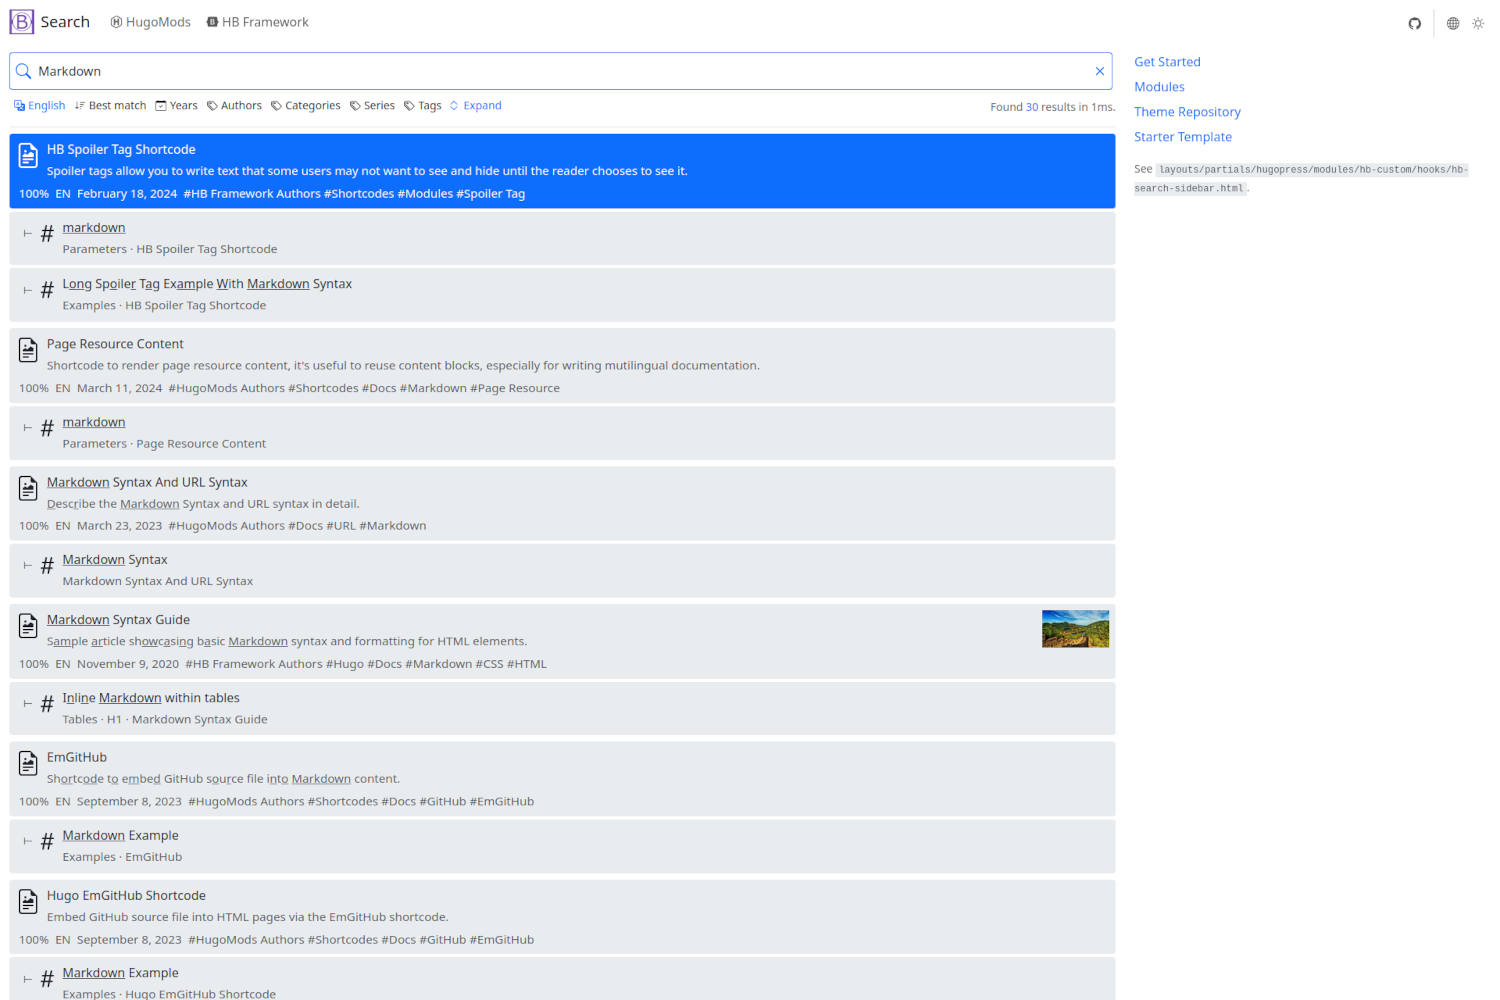 Search HugoMods HB Framework
Markdown
English Best match Years Authors Categories Series Tags Expand
Found 30 results in 1ms.
HB Spoiler Tag Shortcode
Spoiler tags allow you to write text that some users may not want to see and hide until the reader chooses to see it.
100% EN February 18, 2024 #HB Framework Authors #Shortcodes #Modules #Spoiler Tag
# markdown
Parameters · HB Spoiler Tag Shortcode
# Long Spoiler Tag Example With Markdown Syntax
Examples · HB Spoiler Tag Shortcode
Page Resource Content
Shortcode to render page resource content, it's useful to reuse content blocks, especially for writing mutilingual documentation.
100% EN March 11, 2024 #HugoMods Authors #Shortcodes #Docs #Markdown #Page Resource
# markdown
Parameters · Page Resource Content
Markdown Syntax And URL Syntax
Describe the Markdown Syntax and URL syntax in detail.
100% EN March 23, 2023 #HugoMods Authors #Docs #URL #Markdown
# Markdown Syntax
Markdown Syntax And URL Syntax
Markdown Syntax Guide
Sample article showcasing basic Markdown syntax and formatting for HTML elements.
100% EN November 9, 2020 #HB Framework Authors #Hugo #Docs #Markdown #CSS #HTML
# Inline Markdown within tables
Tables · H1 · Markdown Syntax Guide
EmGitHub
Shortcode to embed GitHub source file into Markdown content.
100% EN September 8, 2023 #HugoMods Authors #Shortcodes #Docs #GitHub #EmGitHub
# Markdown Example
Examples · EmGitHub
Hugo EmGitHub Shortcode
Embed GitHub source file into HTML pages via the EmGitHub shortcode.
100% EN September 8, 2023 #HugoMods Authors #Shortcodes #Docs #GitHub #EmGitHub
# Markdown Example
Examples · Hugo EmGitHub Shortcode
Get Started
Modules
Theme Repository
Starter Template
See layouts/partials/hugopress/modules/hb-custom/hooks/hb-
search-sidebar.html.